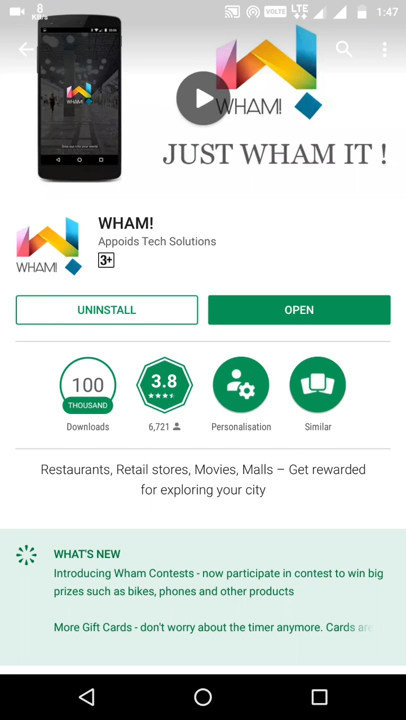 8
KB/s
VOLTE
LTE
1:47
WHAM!
WHAM!
JUST WHAM IT !
WHAM!
WHAM!
Appoids Tech Solutions
3+
UNINSTALL
OPEN
100
THOUSAND
3.8
Downloads
6,721
Personalisation
Similar
Restaurants, Retail stores, Movies, Malls – Get rewarded
for exploring your city
WHAT'S NEW
Introducing Wham Contests - now participate in contest to win big
prizes such as bikes, phones and other products
More Gift Cards - don't worry about the timer anymore. Cards are